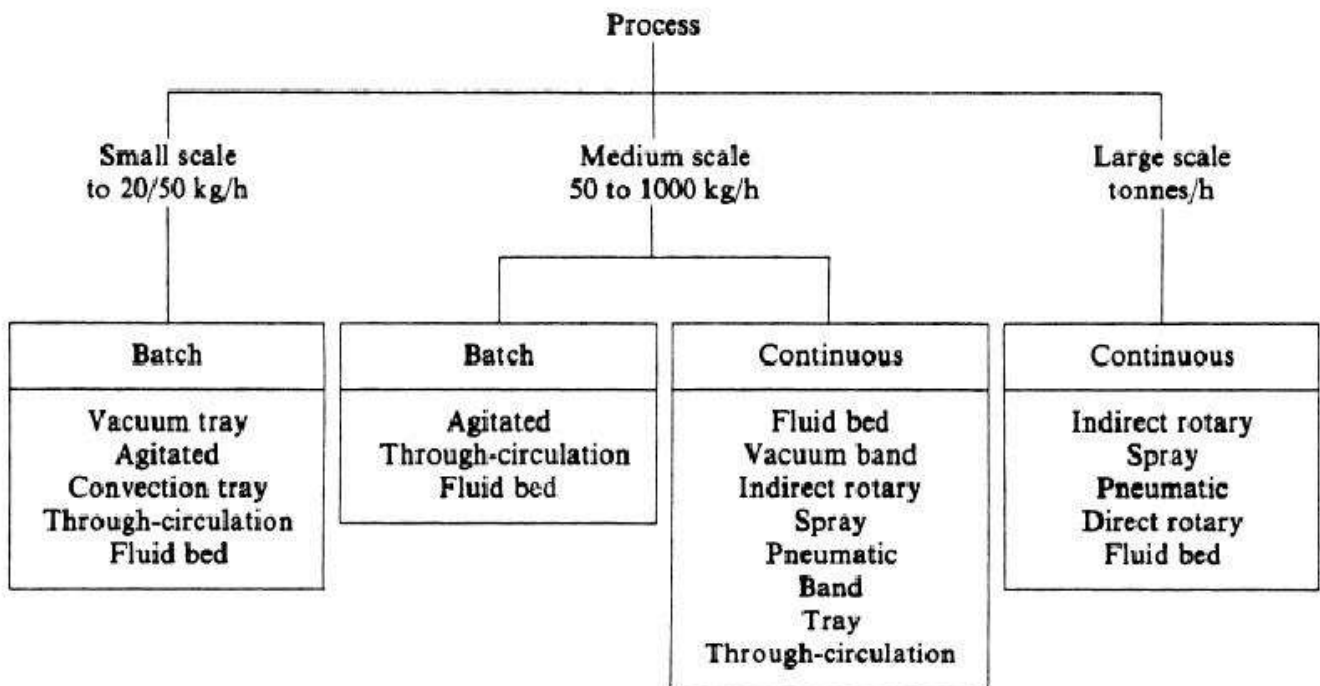 Process
Small scale
to 20/50 kg/h
Medium scale
50 to 1000 kg/h
Large scale
tonnes/h
Batch
Vacuum tray
Agitated
Convection tray
Through-circulation
Fluid bed
Batch
Agitated
Through-circulation
Fluid bed
Continuous
Fluid bed
Vacuum band
Indirect rotary
Spray
Pneumatic
Band
Tray
Through-circulation
Continuous
Indirect rotary
Spray
Pneumatic
Direct rotary
Fluid bed